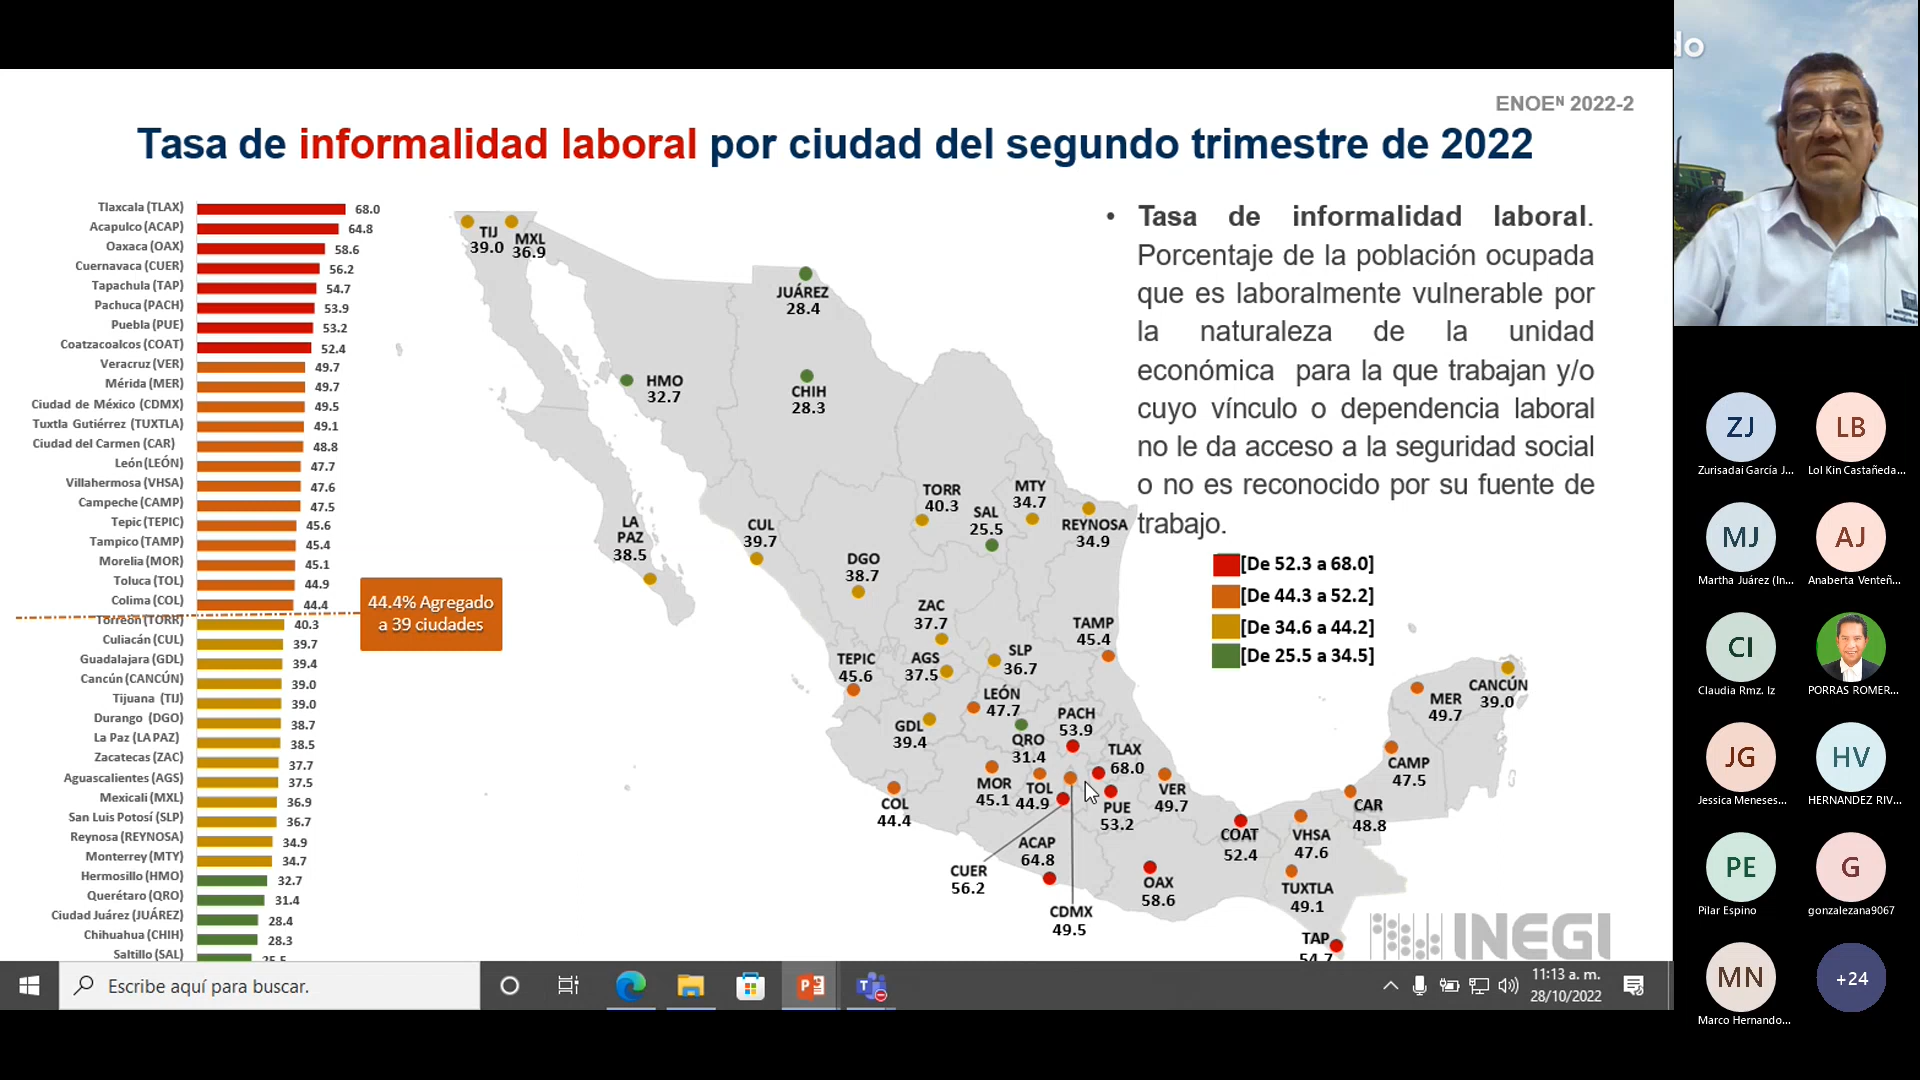 ENOEᴺ 2022-2
Tasa de informalidad laboral por ciudad del segundo trimestre de 2022
Tlaxcala (TLAX) 68.0
Acapulco (ACAP) 64.8
Oaxaca (OAX) 58.6
Cuernavaca (CUER) 56.2
Tapachula (TAP) 54.7
Pachuca (PACH) 53.9
Puebla (PUE) 53.2
Coatzacoalcos (COAT) 52.4
Veracruz (VER) 49.7
Mérida (MER) 49.7
Ciudad de México (CDMX) 49.5
Tuxtla Gutiérrez (TUXTLA) 49.1
Ciudad del Carmen (CAR) 48.8
León (LEÓN) 47.7
Villahermosa (VHSA) 47.6
Campeche (CAMP) 47.5
Tepic (TEPIC) 45.6
Tampico (TAMP) 45.4
Morelia (MOR) 45.1
Toluca (TOL) 44.9
Colima (COL) 44.4
Torreón (TORR) 40.3
Culiacán (CUL) 39.7
Guadalajara (GDL) 39.4
Cancún (CANCÚN) 39.0
Tijuana (TIJ) 39.0
Durango (DGO) 38.7
La Paz (LA PAZ) 38.5
Zacatecas (ZAC) 37.7
Aguascalientes (AGS) 37.5
Mexicali (MXL) 36.9
San Luis Potosí (SLP) 36.7
Reynosa (REYNOSA) 34.9
Monterrey (MTY) 34.7
Hermosillo (HMO) 32.7
Querétaro (QRO) 31.4
Ciudad Juárez (JUÁREZ) 28.4
Chihuahua (CHIH) 28.3
Saltillo (SAL) 25.5
44.4% Agregado
a 39 ciudades
TIJ
39.0
MXL
36.9
JUÁREZ
28.4
HMO
32.7
CHIH
28.3
LA
PAZ
38.5
CUL
39.7
TORR
40.3
SAL
25.5
MTY
34.7
REYNOSA
34.9
DGO
38.7
ZAC
37.7
TAMP
45.4
TEPIC
45.6
AGS
37.5
SLP
36.7
LEÓN
47.7
GDL
39.4
QRO
31.4
PACH
53.9
TLAX
68.0
COL
44.4
MOR
45.1
TOL
44.9
PUE
53.2
VER
49.7
CUER
56.2
ACAP
64.8
CDMX
49.5
OAX
58.6
COAT
52.4
VHSA
47.6
TUXTLA
49.1
TAP
54.7
CAR
48.8
CAMP
47.5
MER
49.7
CANCÚN
39.0
• Tasa de informalidad laboral.
Porcentaje de la población ocupada
que es laboralmente vulnerable por
la naturaleza de la unidad
económica para la que trabajan y/o
cuyo vínculo o dependencia laboral
no le da acceso a la seguridad social
o no es reconocido por su fuente de
trabajo.
[De 52.3 a 68.0]
[De 44.3 a 52.2]
[De 34.6 a 44.2]
[De 25.5 a 34.5]
INEGI
Escribe aquí para buscar.
11:13 a. m.
28/10/2022
do
ZJ
Zurisadai García J...
LB
Lol Kin Castañeda...
MJ
Martha Juárez (In...
AJ
Anaberta Venteñ...
CI
Claudia Rmz. Iz
PORRAS ROMER...
JG
Jessica Meneses...
HV
HERNANDEZ RIV...
PE
Pilar Espino
G
gonzalezana9067
MN
Marco Hernando...
+24